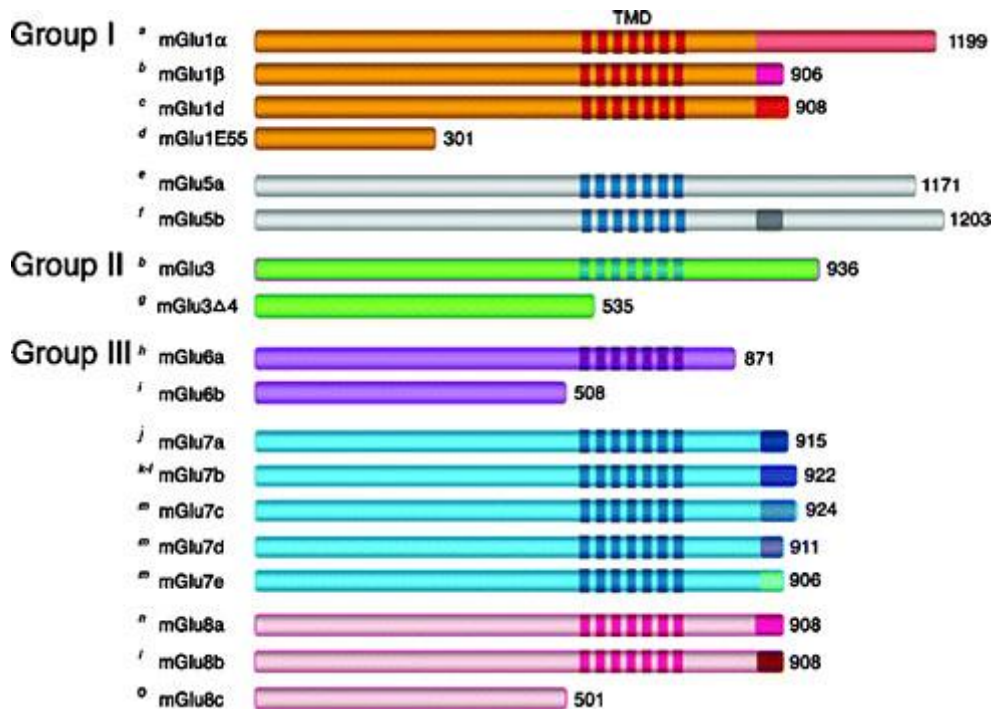 TMD
Group I a mGlu1α 1199
b mGlu1β 906
c mGlu1d 908
d mGlu1E55 301
e mGlu5a 1171
f mGlu5b 1203
Group II b mGlu3 936
g mGlu3Δ4 535
Group III h mGlu6a 871
i mGlu6b 508
j mGlu7a 915
k-l mGlu7b 922
m mGlu7c 924
m mGlu7d 911
m mGlu7e 906
n mGlu8a 908
i mGlu8b 908
o mGlu8c 501